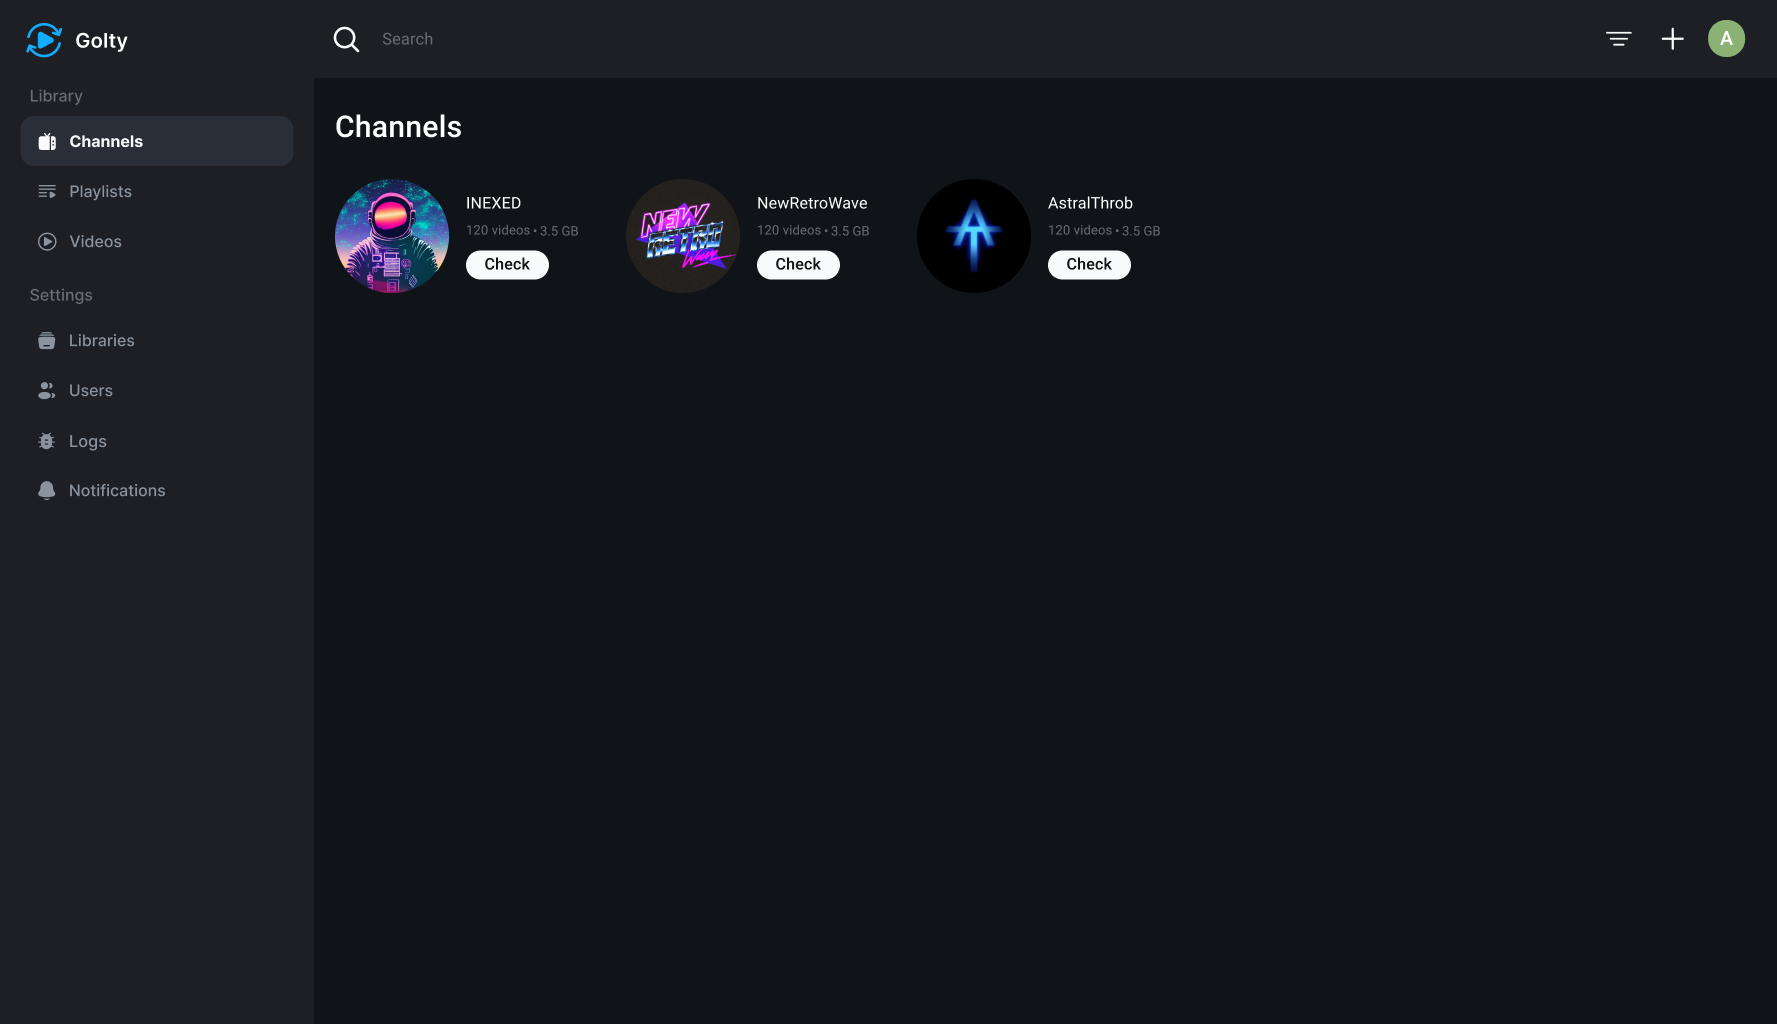 Golty
Search
A
Library
Channels
Playlists
Videos
Settings
Libraries
Users
Logs
Notifications
Channels
INEXED
120 videos • 3.5 GB
Check
NEW
RETRO
Wave
NewRetroWave
120 videos • 3.5 GB
Check
AT
AstralThrob
120 videos • 3.5 GB
Check